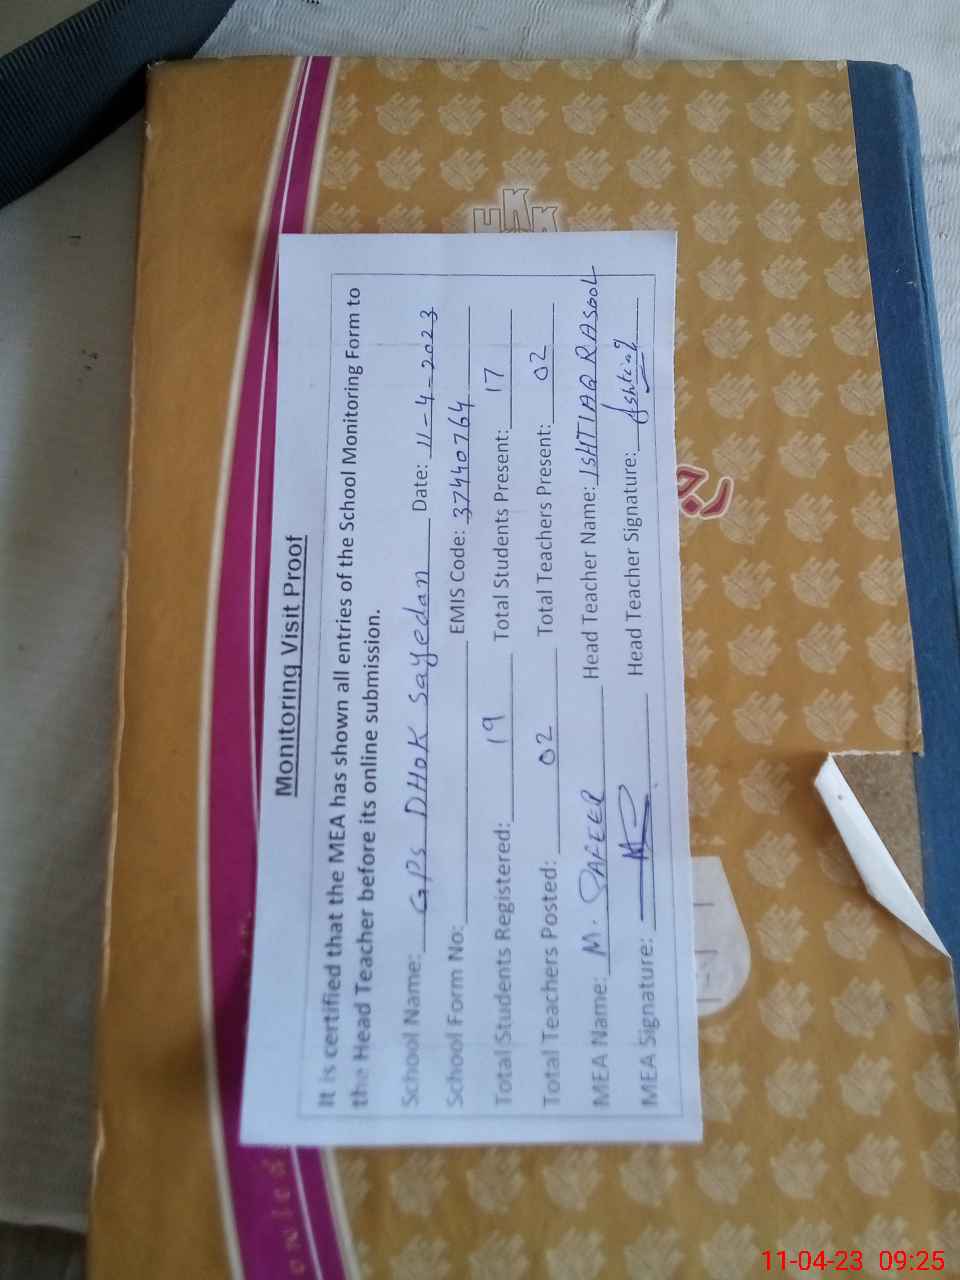 Monitoring Visit Proof
It is certified that the MEA has shown all entries of the School Monitoring Form to
the Head Teacher before its online submission.
School Name: GPS DHOK Sayedan Date: 11-4-2023
School Form No: EMIS Code: 37440764
Total Students Registered: 19 Total Students Present: 17
Total Teachers Posted: 02 Total Teachers Present: 02
MEA Name: M. SAFEER Head Teacher Name: ISHTIAQ RASOOL
MEA Signature: Head Teacher Signature: Ishtiaq
11-04-23 09:25